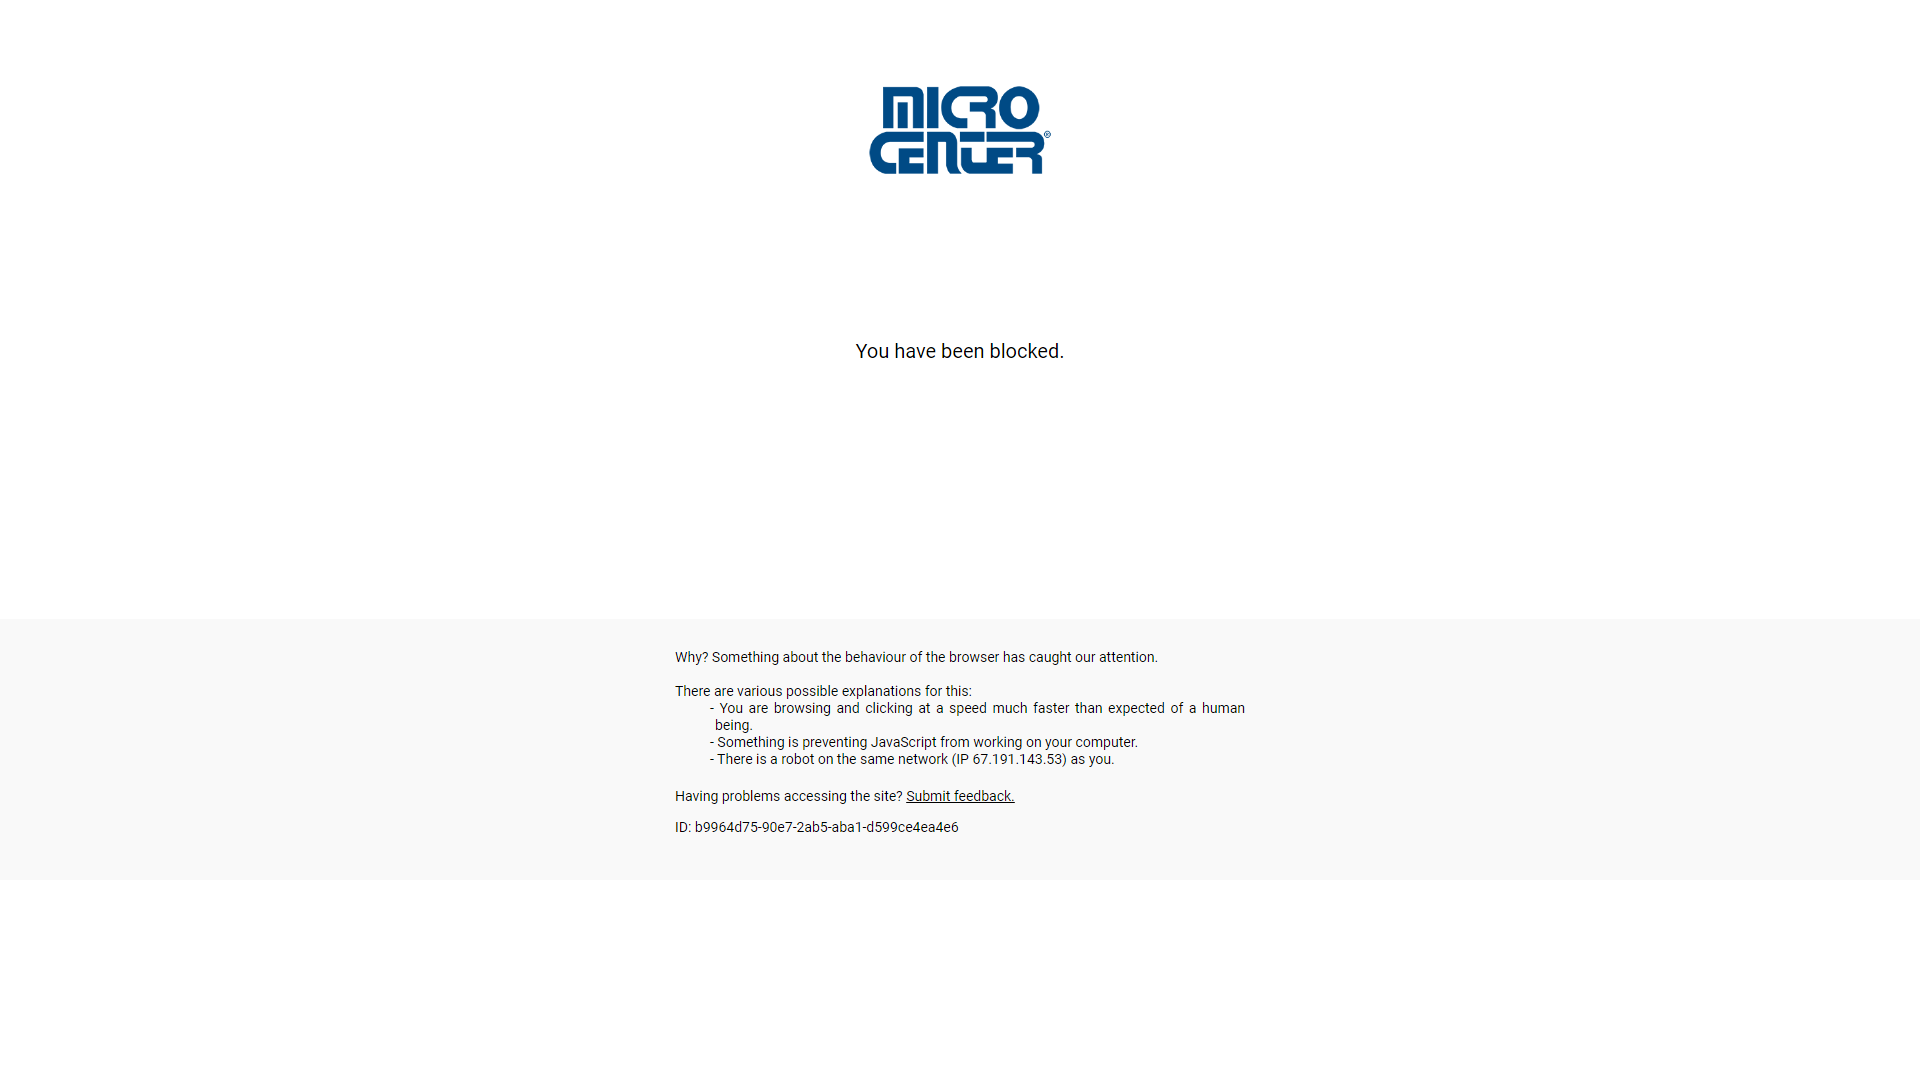 MICRO
CENTER®
You have been blocked.
Why? Something about the behaviour of the browser has caught our attention.
There are various possible explanations for this:
- You are browsing and clicking at a speed much faster than expected of a human
being.
- Something is preventing JavaScript from working on your computer.
- There is a robot on the same network (IP 67.191.143.53) as you.
Having problems accessing the site? Submit feedback.
ID: b9964d75-90e7-2ab5-aba1-d599ce4ea4e6